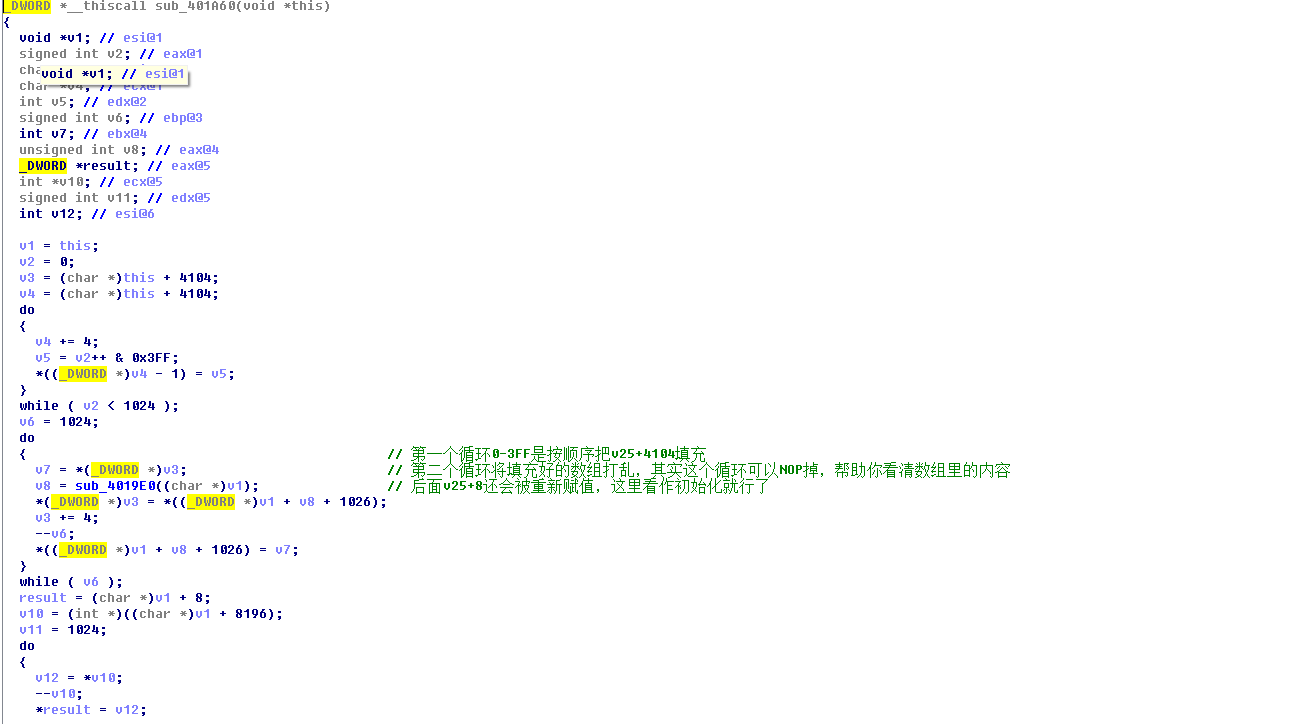 _DWORD *__thiscall sub_401A60(void *this)
{
  void *v1; // esi@1
  signed int v2; // eax@1
  cha
void *v1; // esi@1
  char *v4; // ecx@1
  int v5; // edx@2
  signed int v6; // ebp@3
  int v7; // ebx@4
  unsigned int v8; // eax@4
  _DWORD *result; // eax@5
  int *v10; // ecx@5
  signed int v11; // edx@5
  int v12; // esi@6

  v1 = this;
  v2 = 0;
  v3 = (char *)this + 4104;
  v4 = (char *)this + 4104;
  do
  {
    v4 += 4;
    v5 = v2++ & 0x3FF;
    *((_DWORD *)v4 - 1) = v5;
  }
  while ( v2 < 1024 );
  v6 = 1024;
  do
  {                                             // 第一个循环0-3FF是按顺序把v25+4104填充
    v7 = *(_DWORD *)v3;                         // 第二个循环将填充好的数组打乱，其实这个循环可以NOP掉，帮助你看清数组里的内容
    v8 = sub_4019E0((char *)v1);                // 后面v25+8还会被重新赋值，这里看作初始化就行了
    *(_DWORD *)v3 = *((_DWORD *)v1 + v8 + 1026);
    v3 += 4;
    --v6;
    *((_DWORD *)v1 + v8 + 1026) = v7;
  }
  while ( v6 );
  result = (char *)v1 + 8;
  v10 = (int *)((char *)v1 + 8196);
  v11 = 1024;
  do
  {
    v12 = *v10;
    --v10;
    *result = v12;